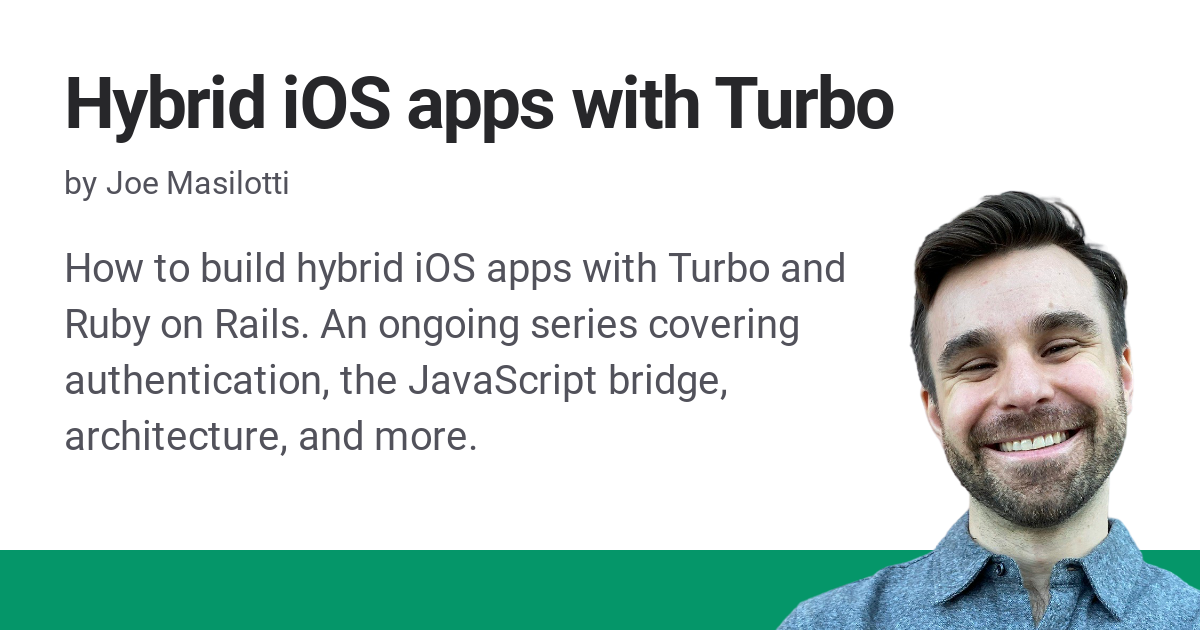 Hybrid iOS apps with Turbo
by Joe Masilotti
How to build hybrid iOS apps with Turbo and
Ruby on Rails. An ongoing series covering
authentication, the JavaScript bridge,
architecture, and more.